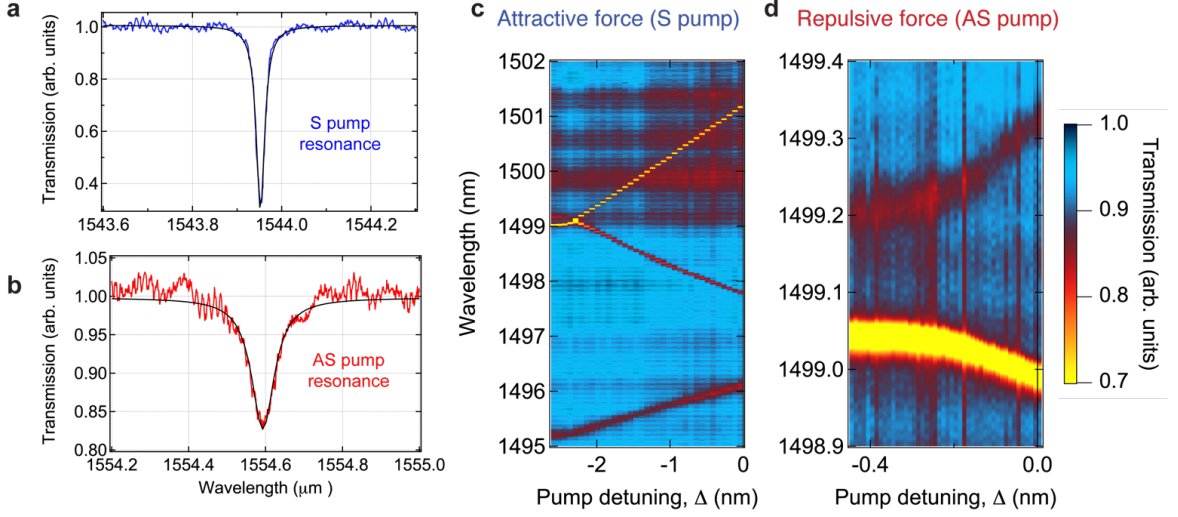 a
Transmission (arb. units)
1.0
0.8
0.6
0.4
S pump
resonance
1543.6
1543.8
1544.0
1544.2
b
Transmission (arb. units)
1.05
1.00
0.95
0.90
0.85
0.80
AS pump
resonance
1554.2
1554.4
1554.6
1554.8
1555.0
Wavelength (μm )
c
Attractive force (S pump)
Wavelength (nm)
1502
1501
1500
1499
1498
1497
1496
1495
-2
-1
0
Pump detuning, Δ (nm)
d
Repulsive force (AS pump)
1499.4
1499.3
1499.2
1499.1
1499.0
1498.9
-0.4
0.0
Pump detuning, Δ (nm)
1.0
0.9
0.8
0.7
Transmission (arb. units)